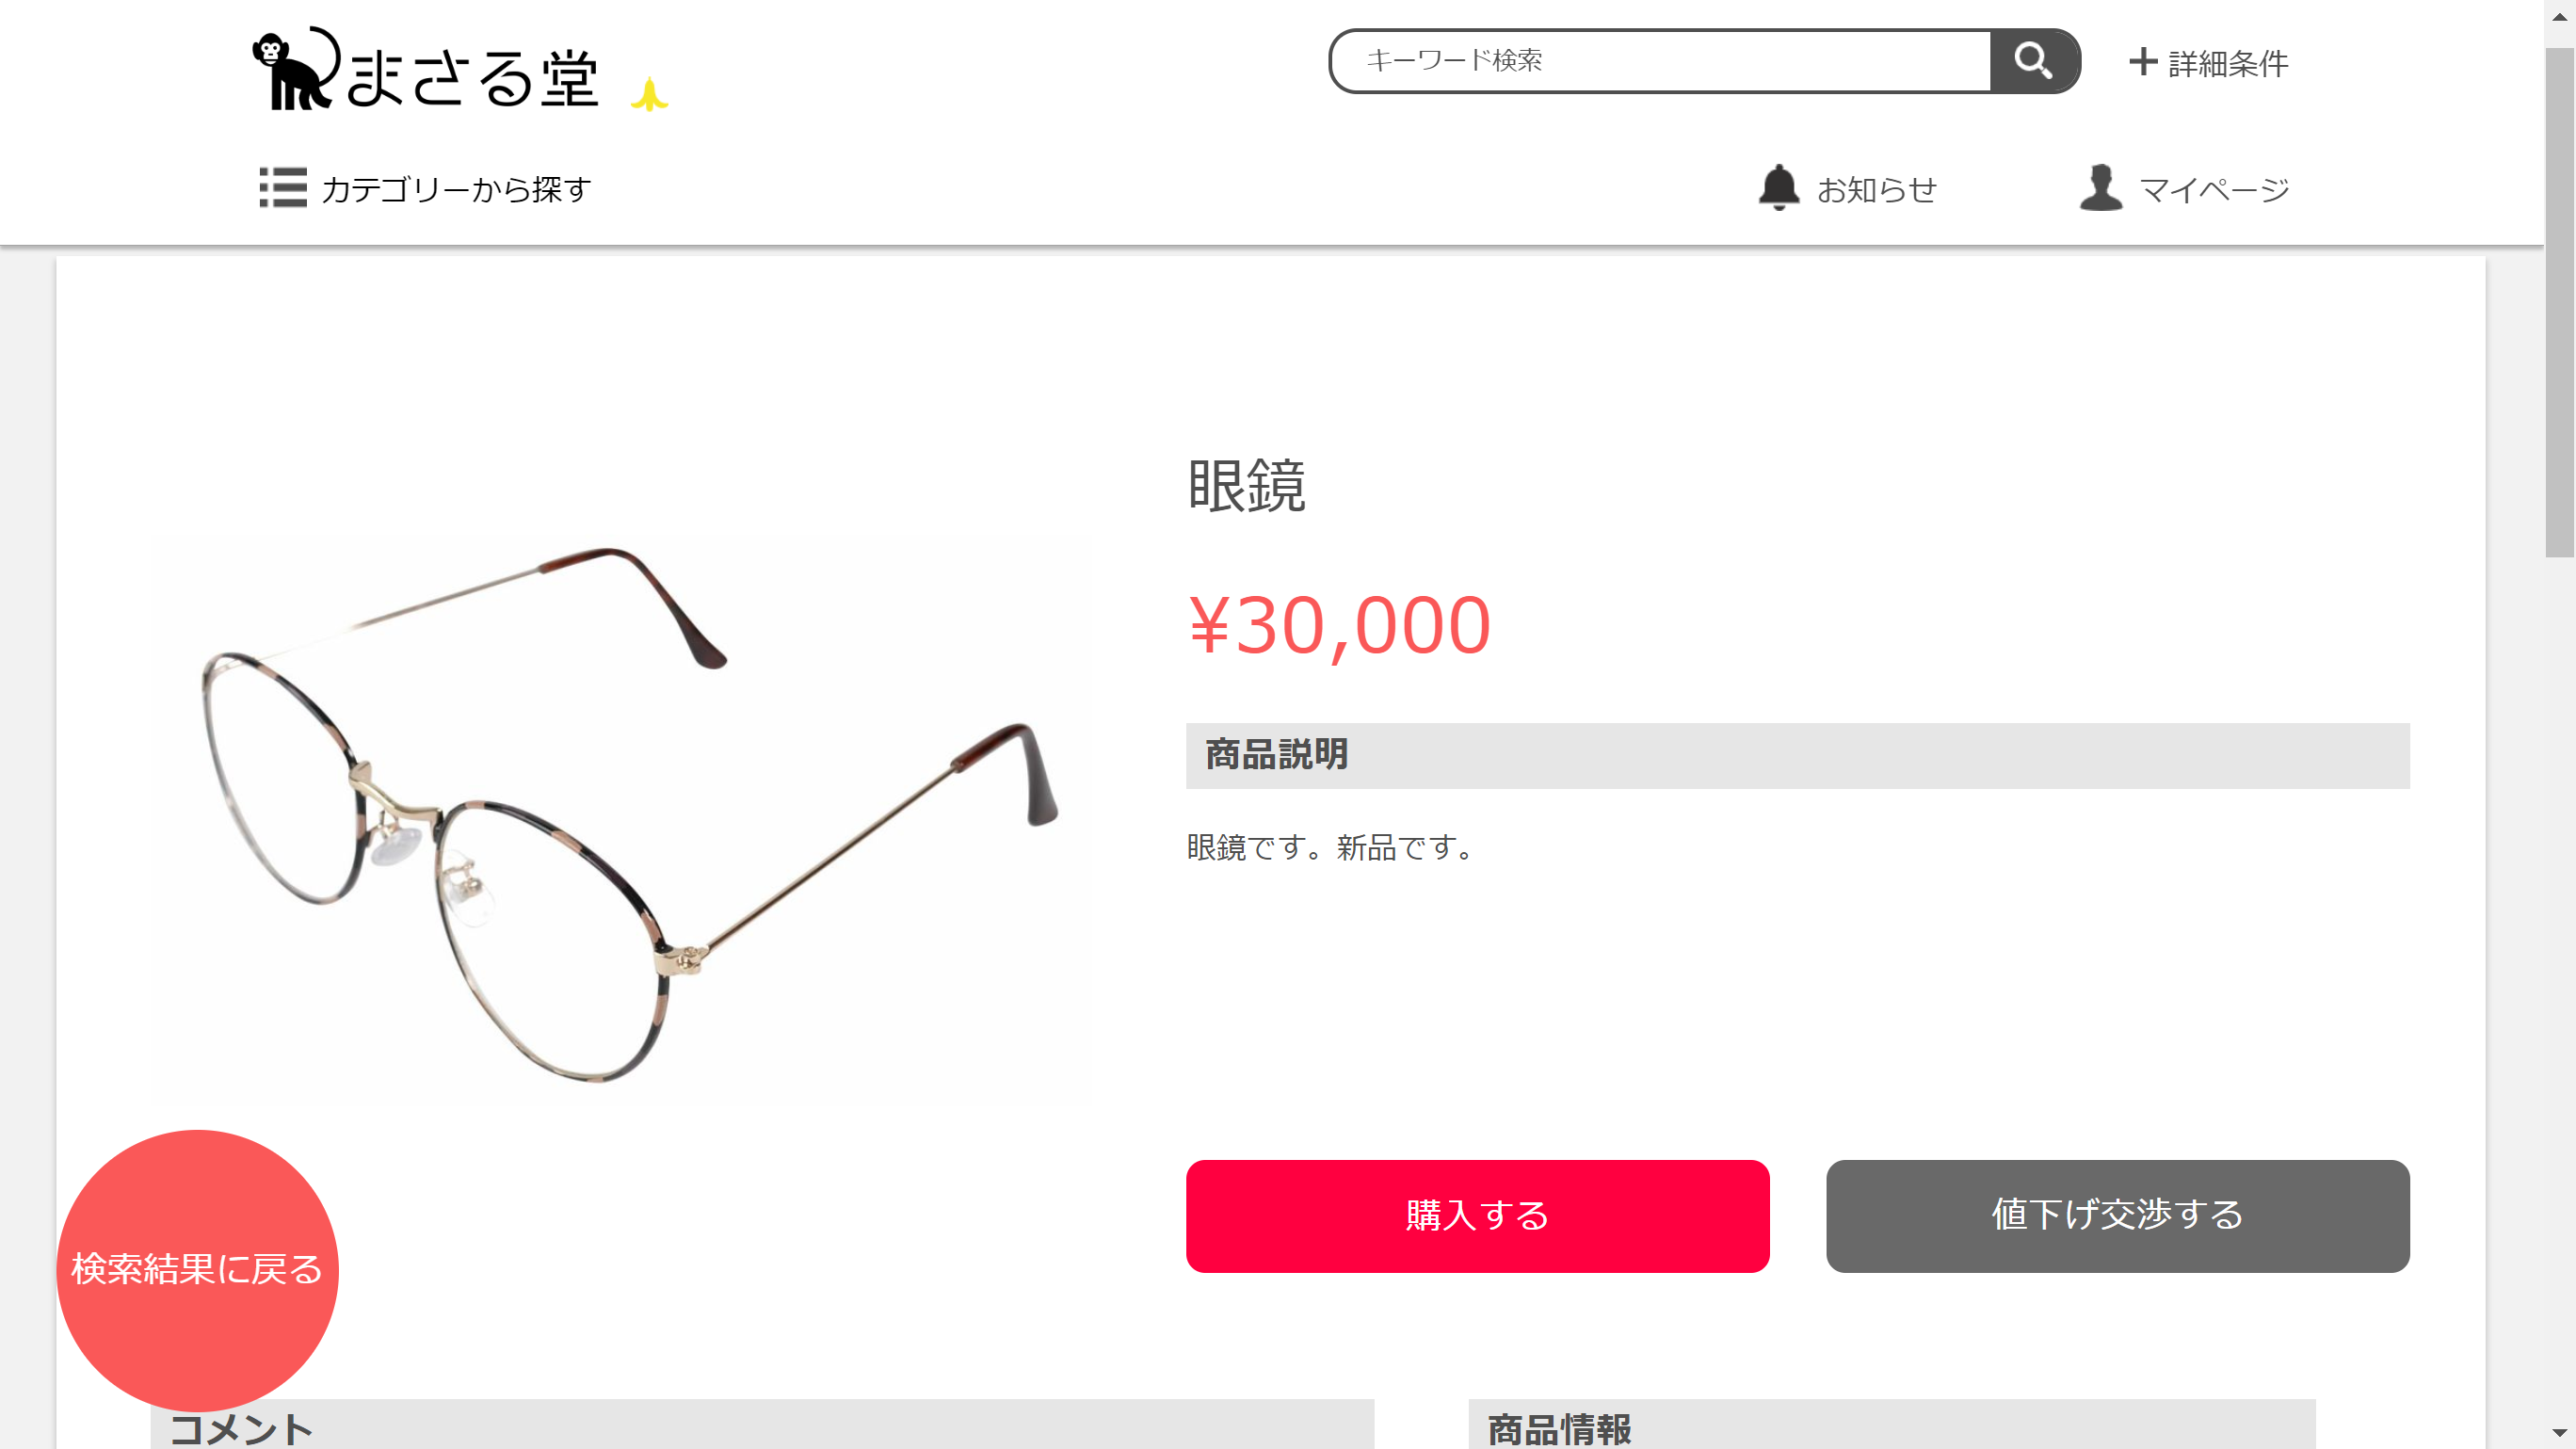 まさる堂
キーワード検索
詳細条件
カテゴリーから探す
お知らせ
マイページ
眼鏡
¥30,000
商品説明
眼鏡です。新品です。
購入する
値下げ交渉する
検索結果に戻る
コメント
商品情報